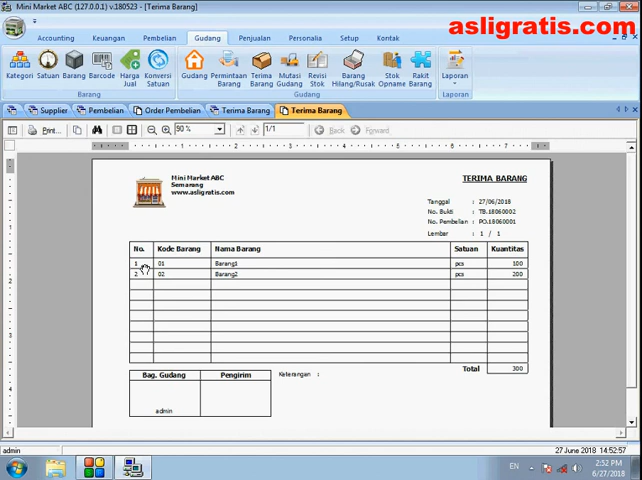 Mini Market ABC (127.0.0.1) v.180523 - [Terima Barang]
asligratis.com
Accounting Keuangan Pembelian Gudang Penjualan Personalia Setup Kontak
Kategori Satuan Barang Barcode Harga Jual Konversi Satuan Gudang Permintaan Barang Terima Barang Mutasi Gudang Revisi Stok Barang Hilang/Rusak Stok Opname Rakit Barang Laporan
Barang Gudang Laporan
Supplier Pembelian Order Pembelian Terima Barang Terima Barang
Print... 90 % 1/1 Back Forward
Mini Market ABC
Semarang
www.asligratis.com
TERIMA BARANG
Tanggal : 27/06/2018
No. Bukti : TB.18060002
No. Pembelian : PO.18060001
Lembar : 1 / 1
No. Kode Barang Nama Barang Satuan Kuantitas
1 01 Barang1 pcs 100
2 02 Barang2 pcs 200
Total 300
Bag. Gudang Pengirim Keterangan :
admin
admin 27 June 2018 14:52:57
EN 2:52 PM
6/27/2018